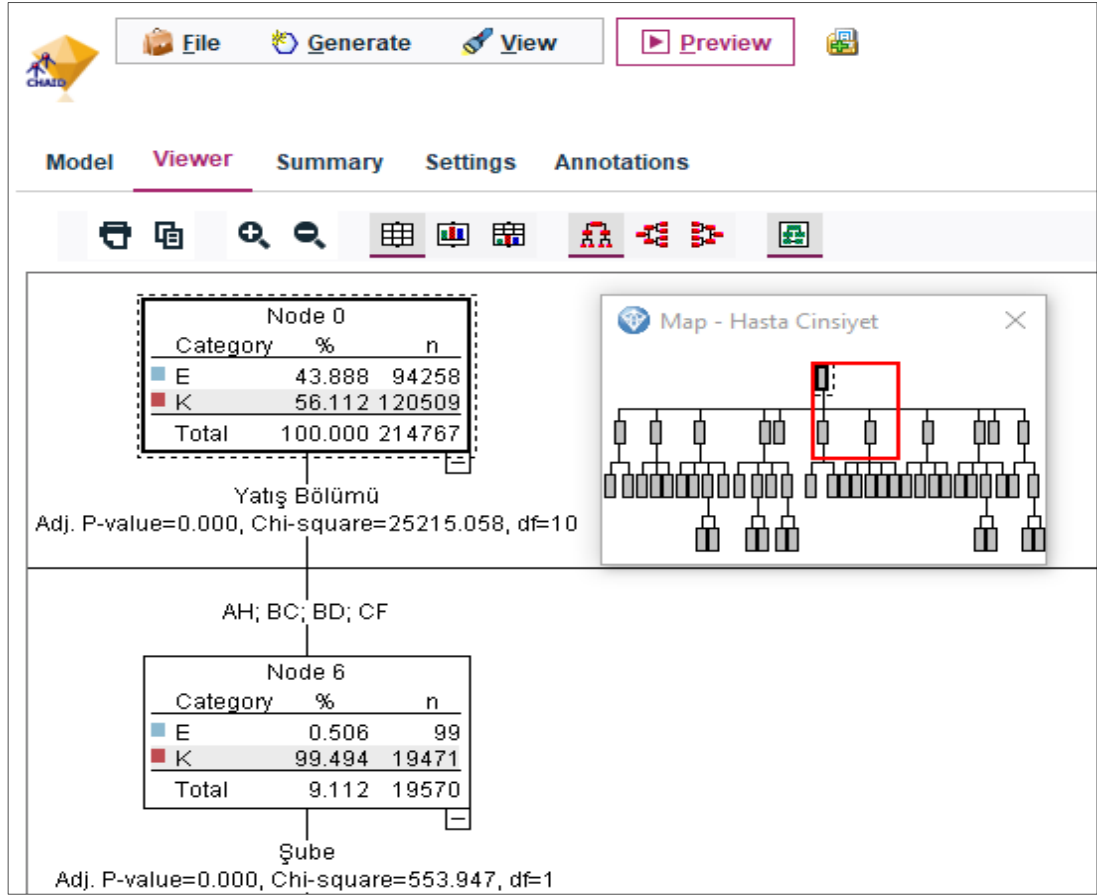 CHAID
File Generate View Preview
Model Viewer Summary Settings Annotations
Map - Hasta Cinsiyet
Node 0
Category % n
E 43.888 94258
K 56.112 120509
Total 100.000 214767
Yatış Bölümü
Adj. P-value=0.000, Chi-square=25215.058, df=10
AH; BC; BD; CF
Node 6
Category % n
E 0.506 99
K 99.494 19471
Total 9.112 19570
Şube
Adj. P-value=0.000, Chi-square=553.947, df=1